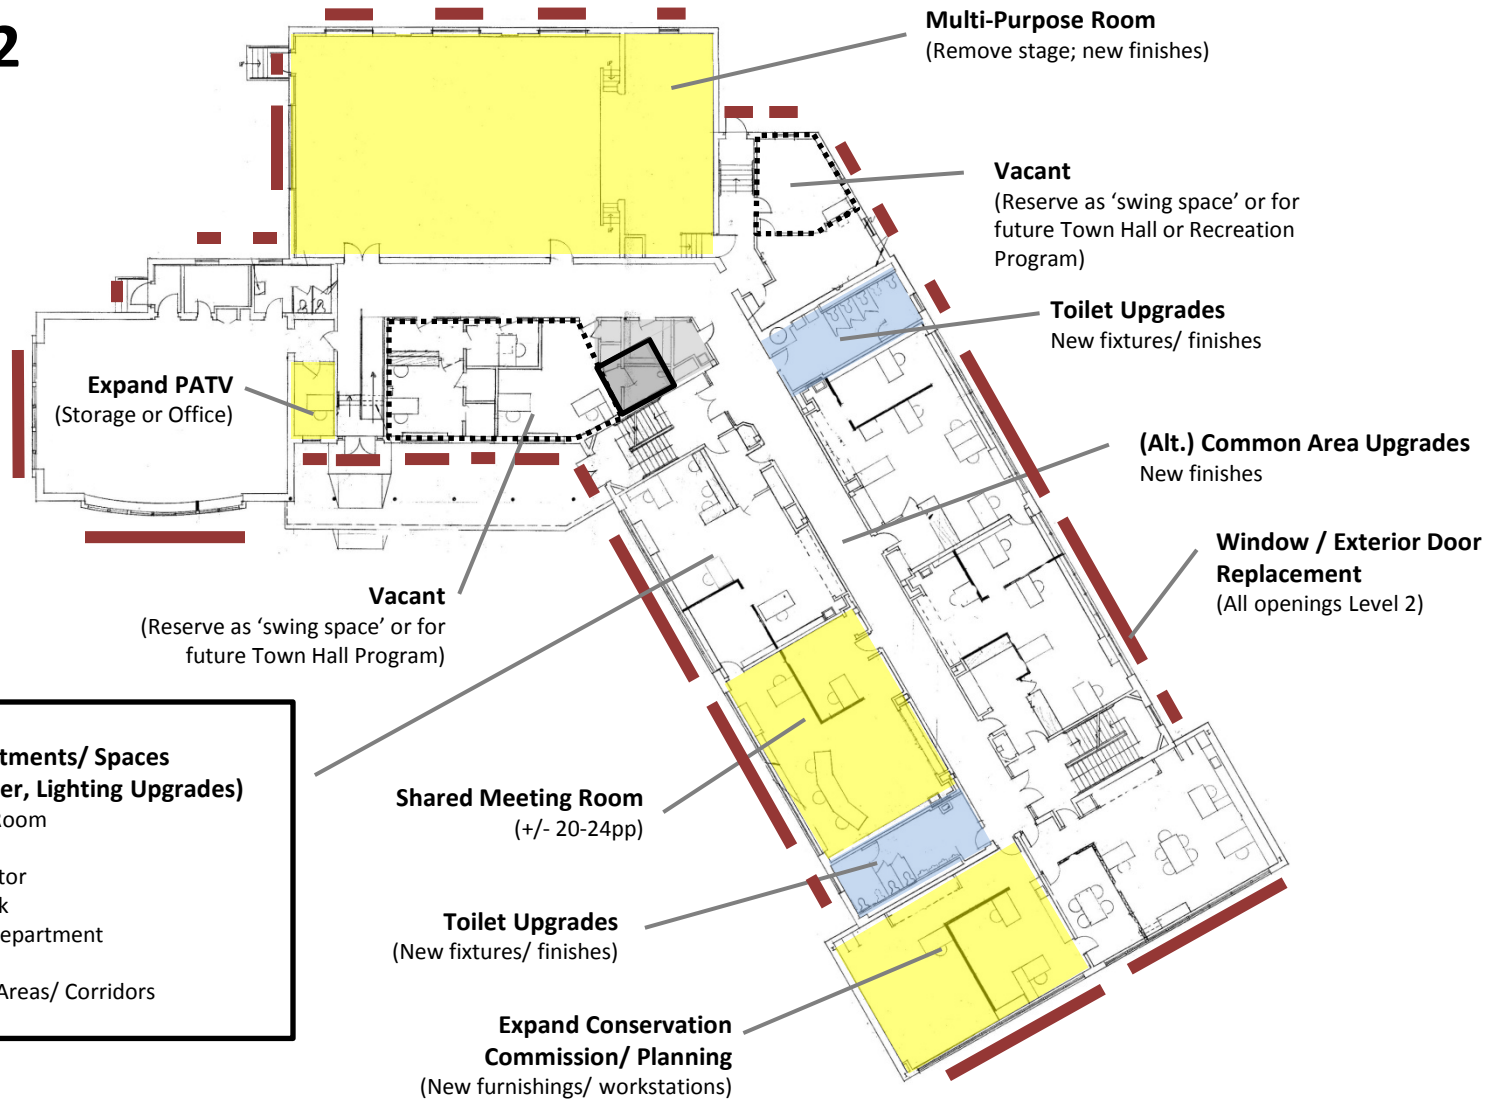 2
Multi-Purpose Room
(Remove stage; new finishes)
Vacant
(Reserve as ‘swing space’ or for
future Town Hall or Recreation
Program)
Toilet Upgrades
New fixtures/ finishes
Expand PATV
(Storage or Office)
(Alt.) Common Area Upgrades
New finishes
Window / Exterior Door
Replacement
(All openings Level 2)
Vacant
(Reserve as ‘swing space’ or for
future Town Hall Program)
tments/ Spaces
er, Lighting Upgrades)
Room
tor
k
epartment
Areas/ Corridors
Shared Meeting Room
(+/- 20-24pp)
Toilet Upgrades
(New fixtures/ finishes)
Expand Conservation
Commission/ Planning
(New furnishings/ workstations)